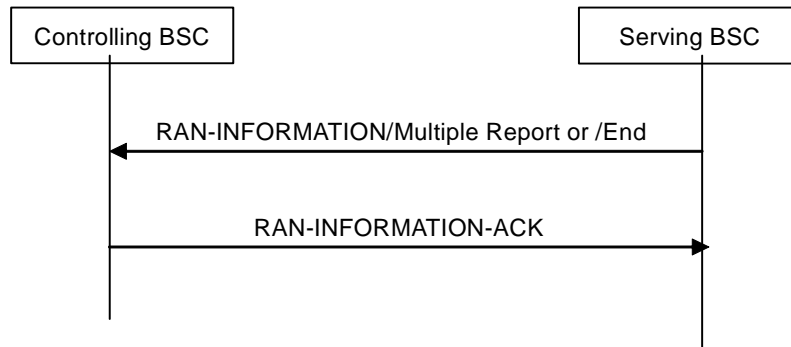 Controlling BSC
Serving BSC
RAN-INFORMATION/Multiple Report or /End
RAN-INFORMATION-ACK